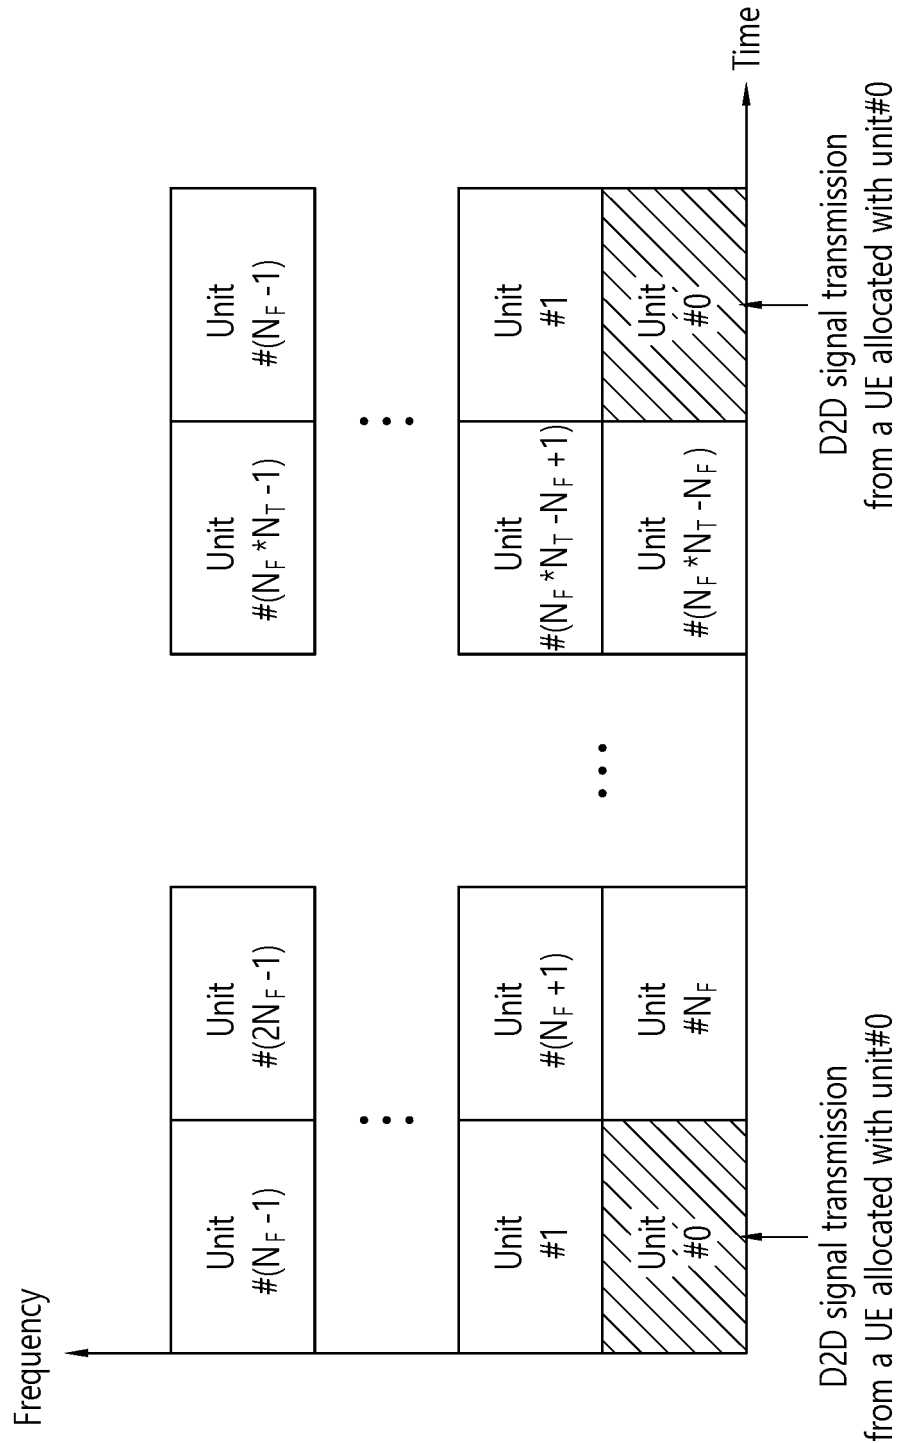 Frequency
Unit
#(N_F -1)
Unit
#(2N_F -1)
Unit
#(N_F *N_T -1)
Unit
#(N_F -1)
Unit
#1
Unit
#(N_F +1)
Unit
#(N_F *N_T -N_F +1)
Unit
#1
Unit
#0
Unit
#N_F
Unit
#(N_F *N_T -N_F )
Unit
#0
Time
D2D signal transmission
from a UE allocated with unit#0
D2D signal transmission
from a UE allocated with unit#0